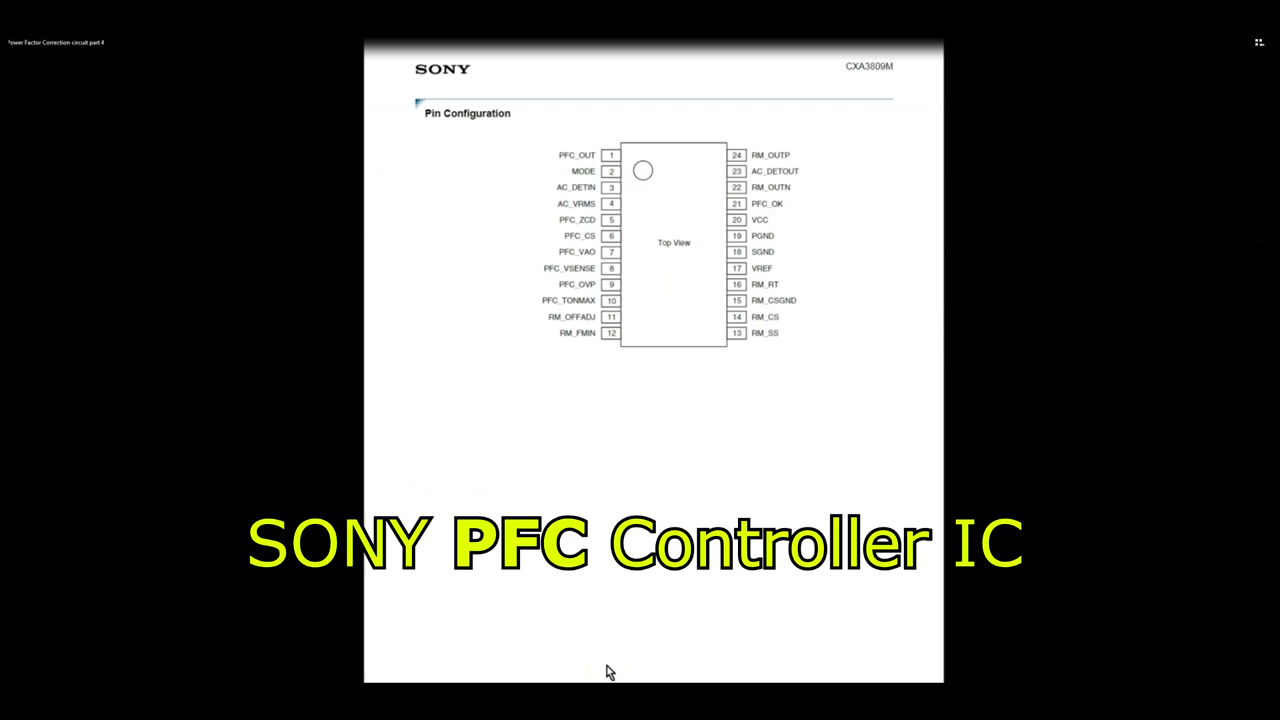 Power Factor Correction circuit part 4
SONY
CXA3809M
Pin Configuration
PFC_OUT 1
24 RM_OUTP
MODE 2
23 AC_DETOUT
AC_DETIN 3
22 RM_OUTN
AC_VRMS 4
21 PFC_OK
PFC_ZCD 5
20 VCC
PFC_CS 6
19 PGND
Top View
PFC_VAO 7
18 SGND
PFC_VSENSE 8
17 VREF
PFC_OVP 9
16 RM_RT
PFC_TONMAX 10
15 RM_CSGND
RM_OFFADJ 11
14 RM_CS
RM_FMIN 12
13 RM_SS
SONY PFC Controller IC